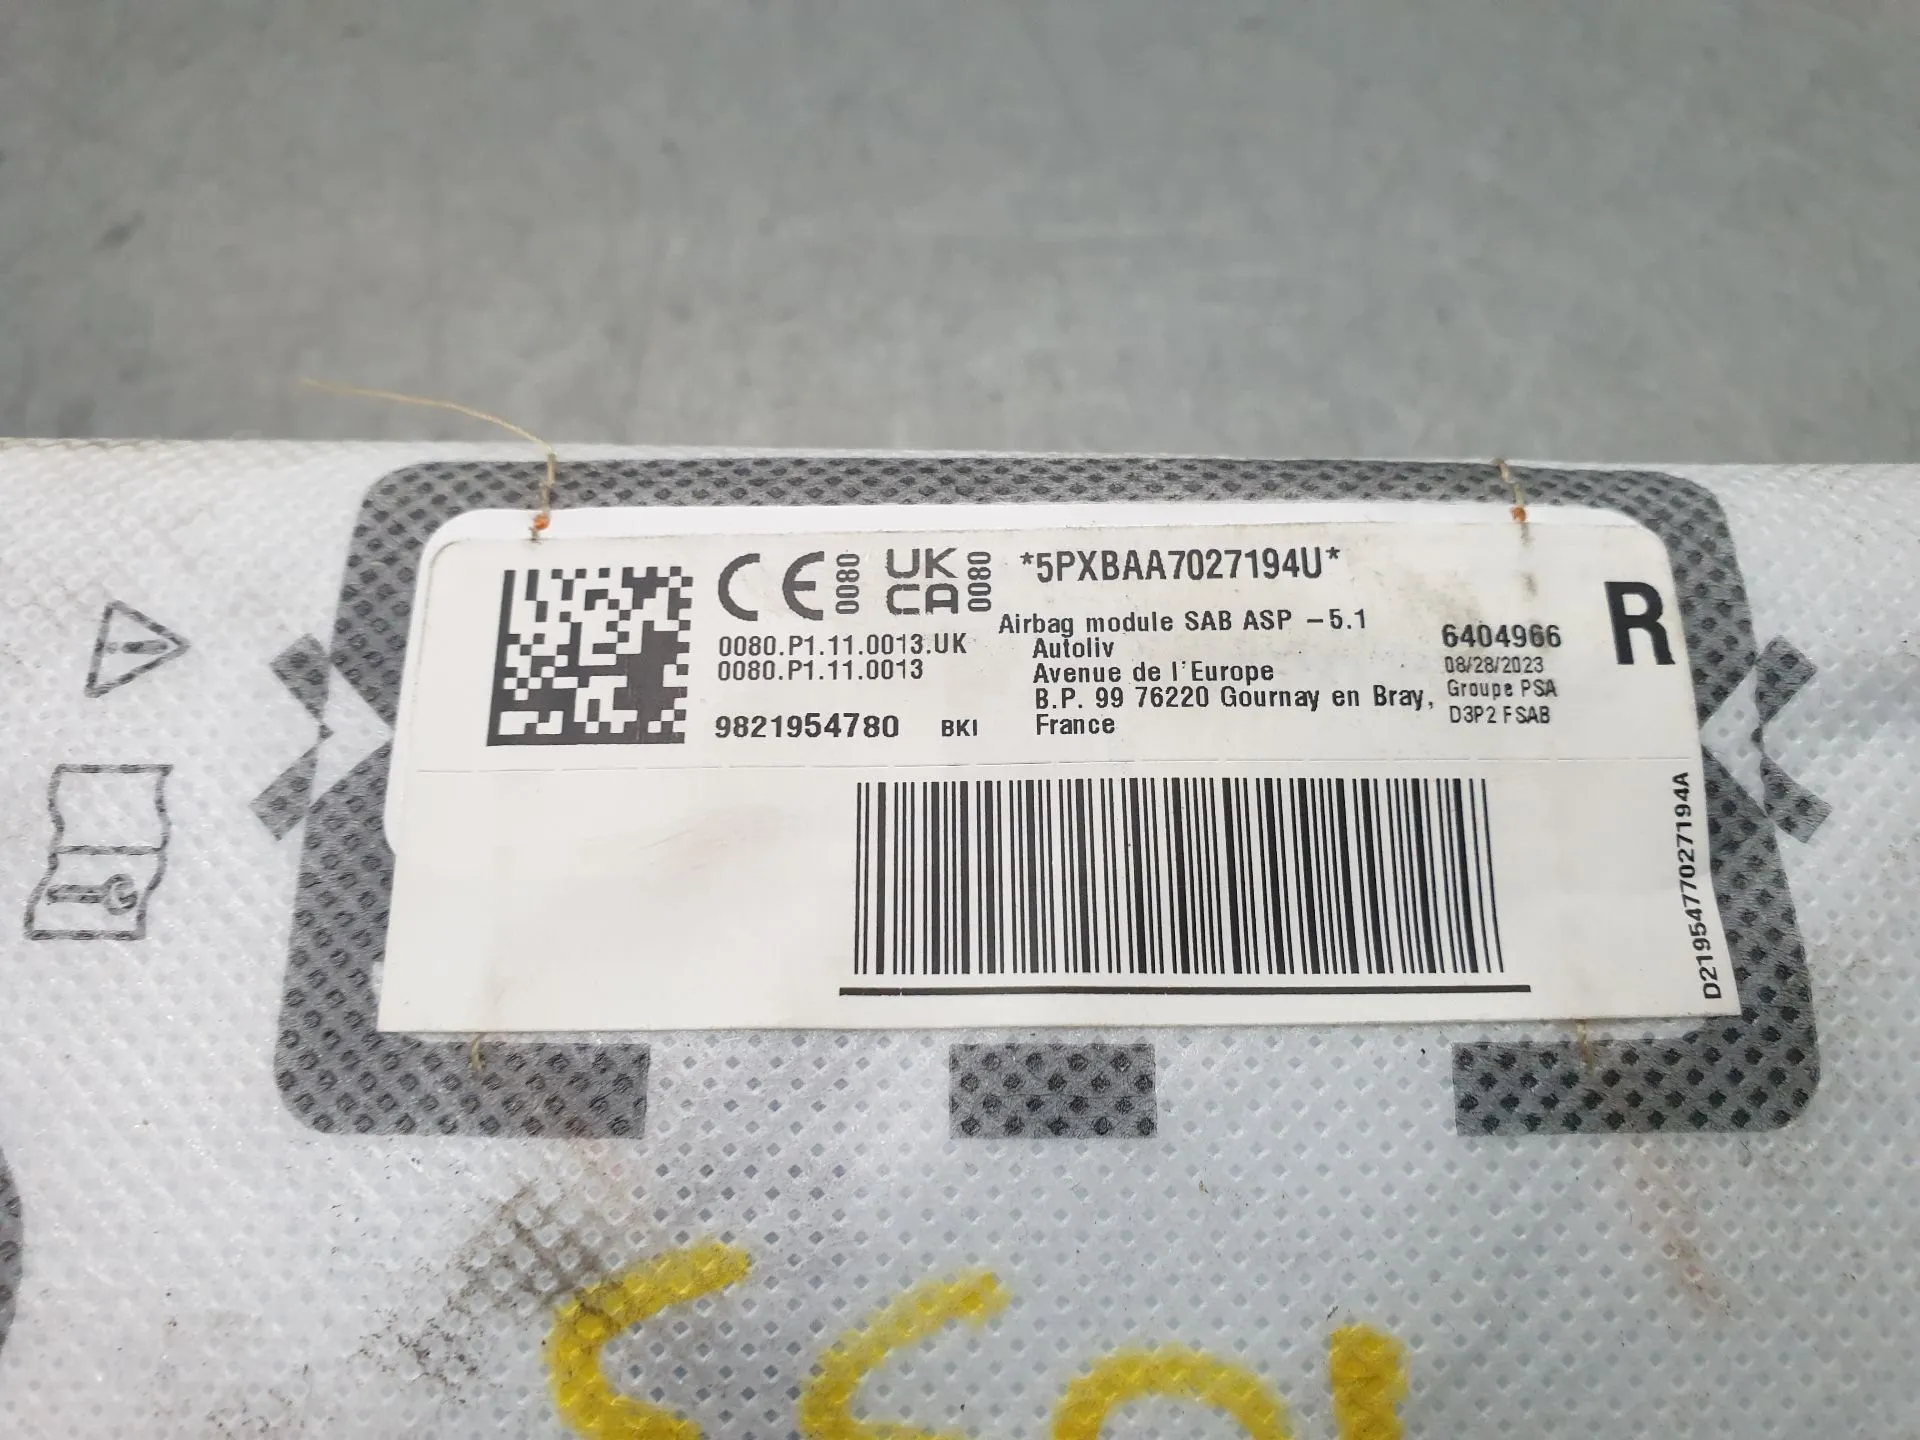 CE 0080 UK CA 0080 *5PXBAA7027194U*
Airbag module SAB ASP -5.1
0080.P1.11.0013.UK Autoliv
0080.P1.11.0013 Avenue de l'Europe
B.P. 99 76220 Gournay en Bray,
9821954780 BKI France
6404966
08/28/2023
Groupe PSA
D3P2 FSAB
R
D2195477027194A